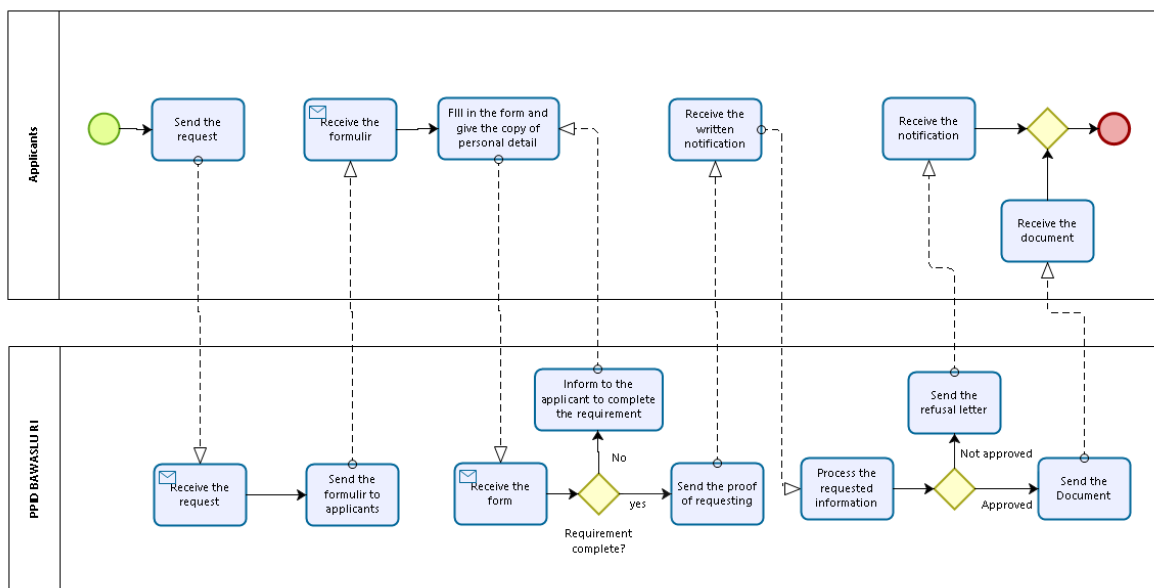 Applicants
Send the
request
Receive the
formulir
FIll in the form and
give the copy of
personal detail
Receive the
written
notification
Receive the
notification
Receive the
document
PPID BAWASLU RI
Receive the
request
Send the
formulir to
applicants
Receive the
form
Inform to the
applicant to complete
the requirement
No
yes
Requirement
complete?
Send the proof
of requesting
Process the
requested
information
Send the
refusal letter
Not approved
Approved
Send the
Document